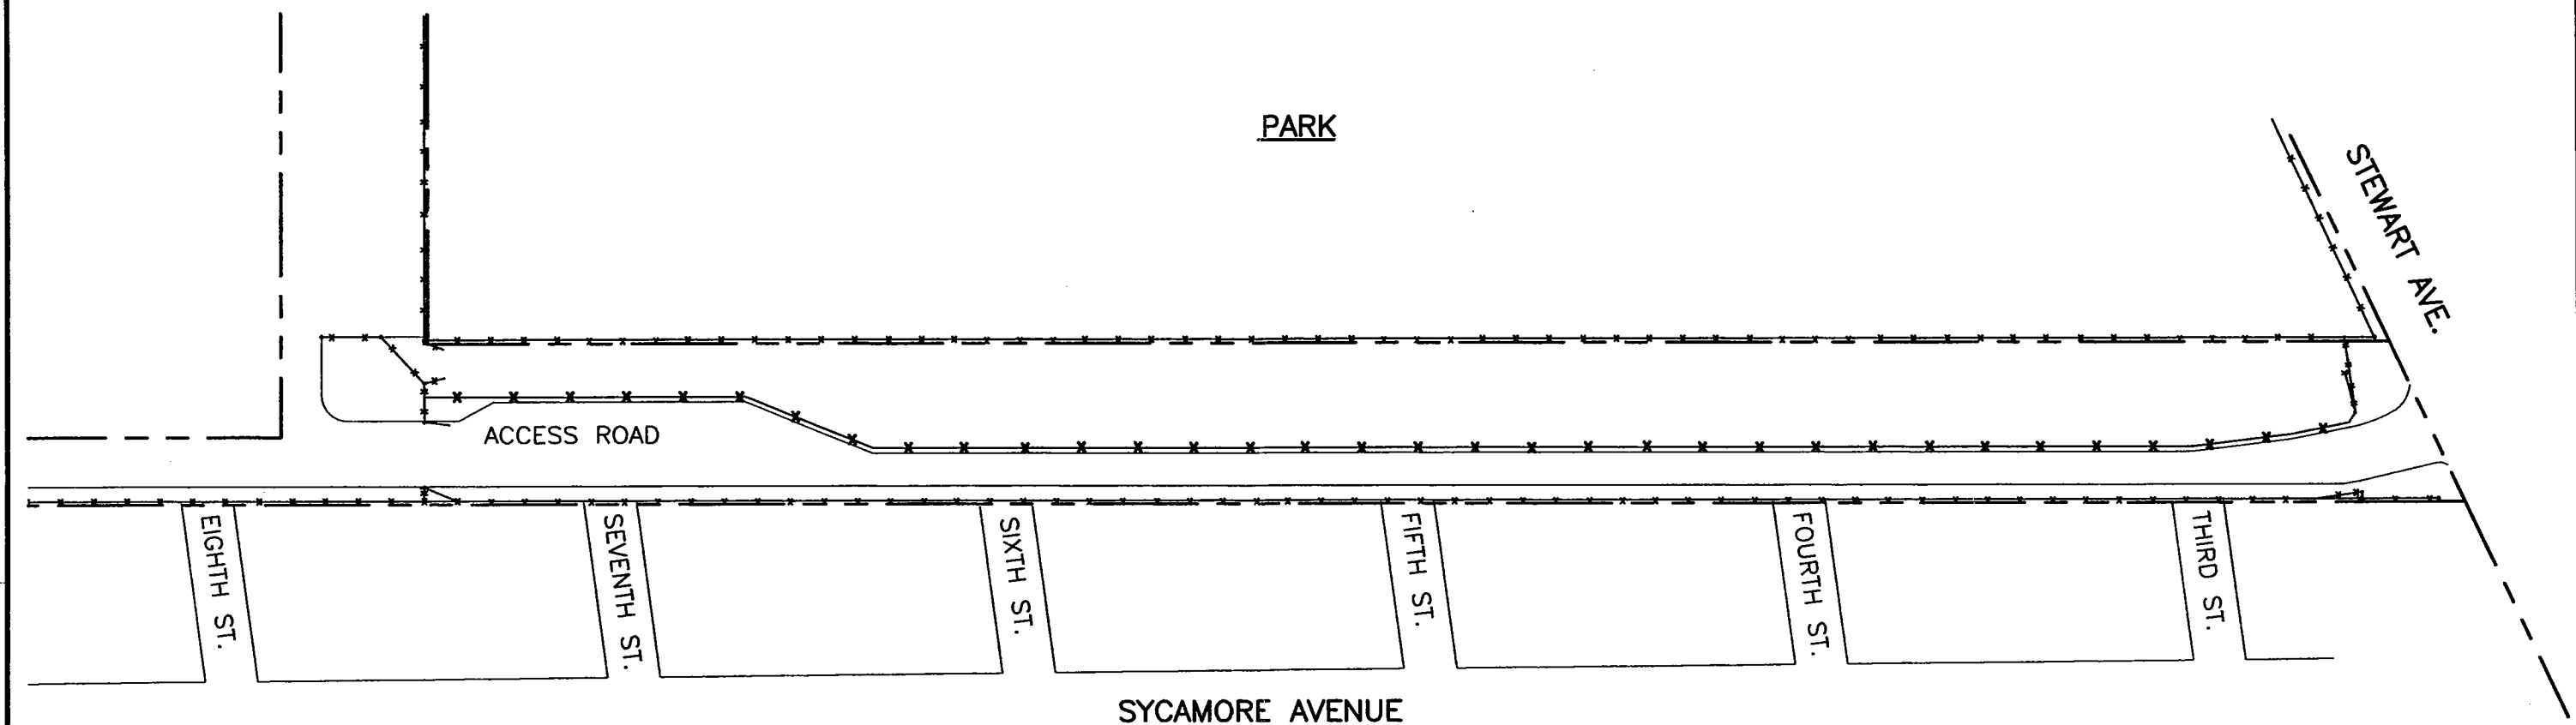 PARK
STEWART AVE.
ACCESS ROAD
EIGHTH ST.
SEVENTH ST.
SIXTH ST.
FIFTH ST.
FOURTH ST.
THIRD ST.
SYCAMORE AVENUE